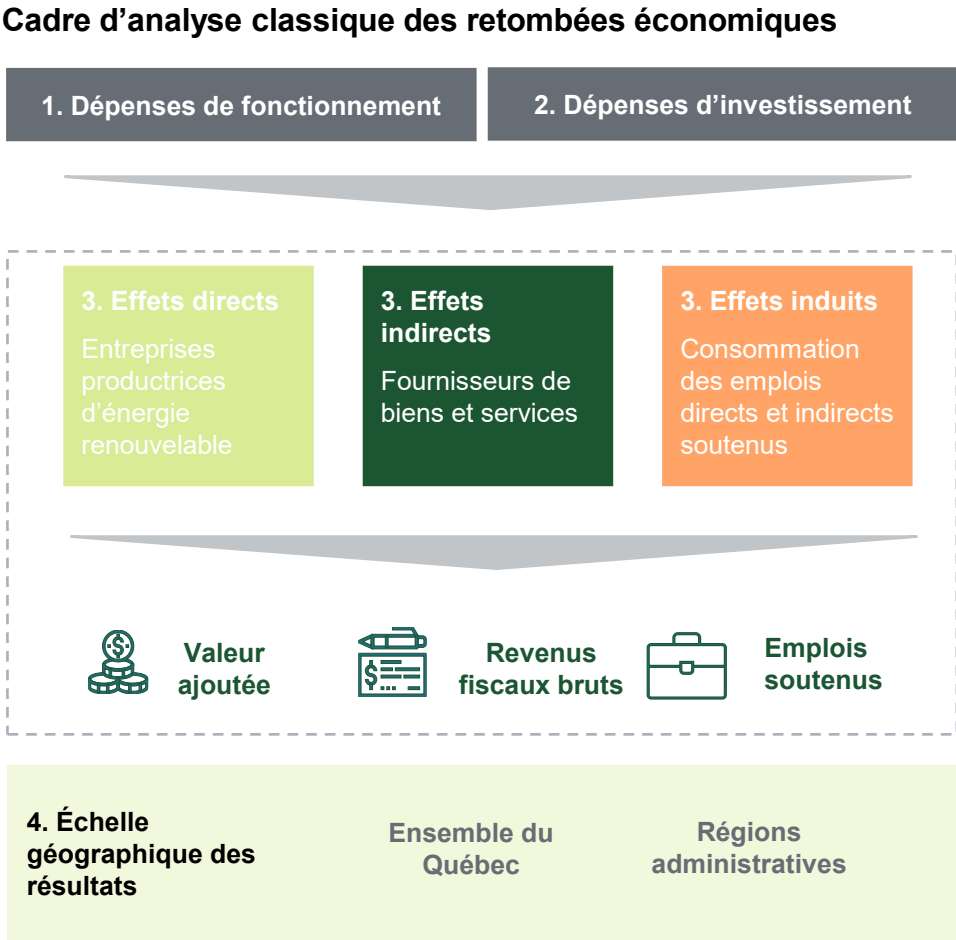 Cadre d'analyse classique des retombées économiques
1. Dépenses de fonctionnement
2. Dépenses d'investissement
3. Effets directs
Entreprises
productrices
d'énergie
renouvelable
3. Effets
indirects
Fournisseurs de
biens et services
3. Effets induits
Consommation
des emplois
directs et indirects
soutenus
Valeur
ajoutée
Revenus
fiscaux bruts
Emplois
soutenus
4. Échelle
géographique des
résultats
Ensemble du
Québec
Régions
administratives